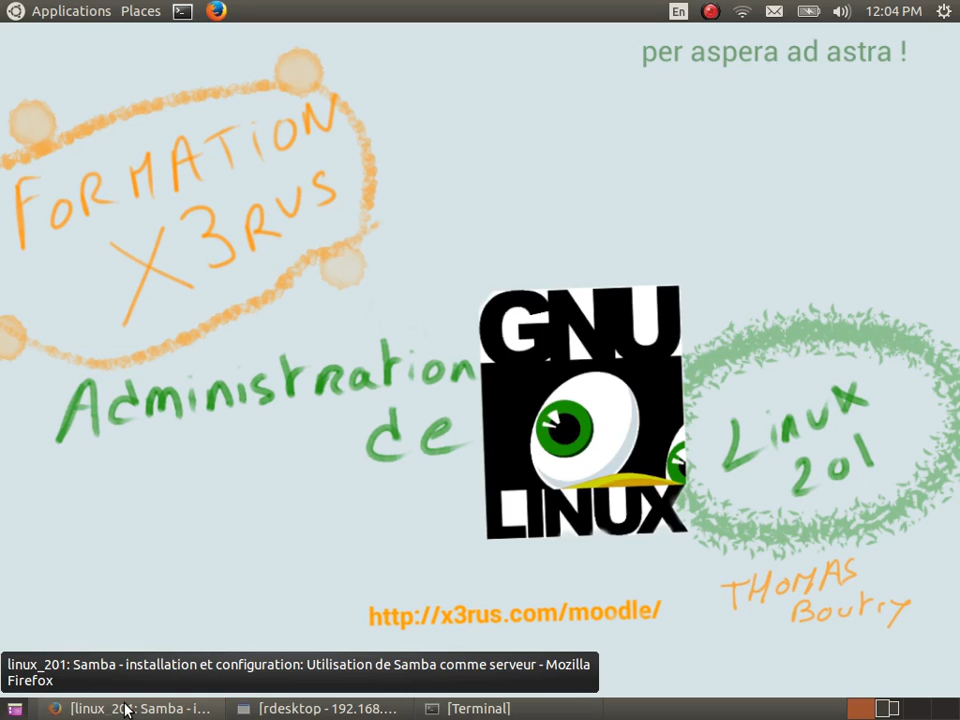 Applications Places En 12:04 PM
per aspera ad astra !
FORMATION
X3RUS
GNU
LINUX
Administration
de
Linux
201
THOMAS
Boutry
http://x3rus.com/moodle/
linux_201: Samba - installation et configuration: Utilisation de Samba comme serveur - Mozilla
Firefox
[linux_201: Samba - i... [rdesktop - 192.168.... [Terminal]